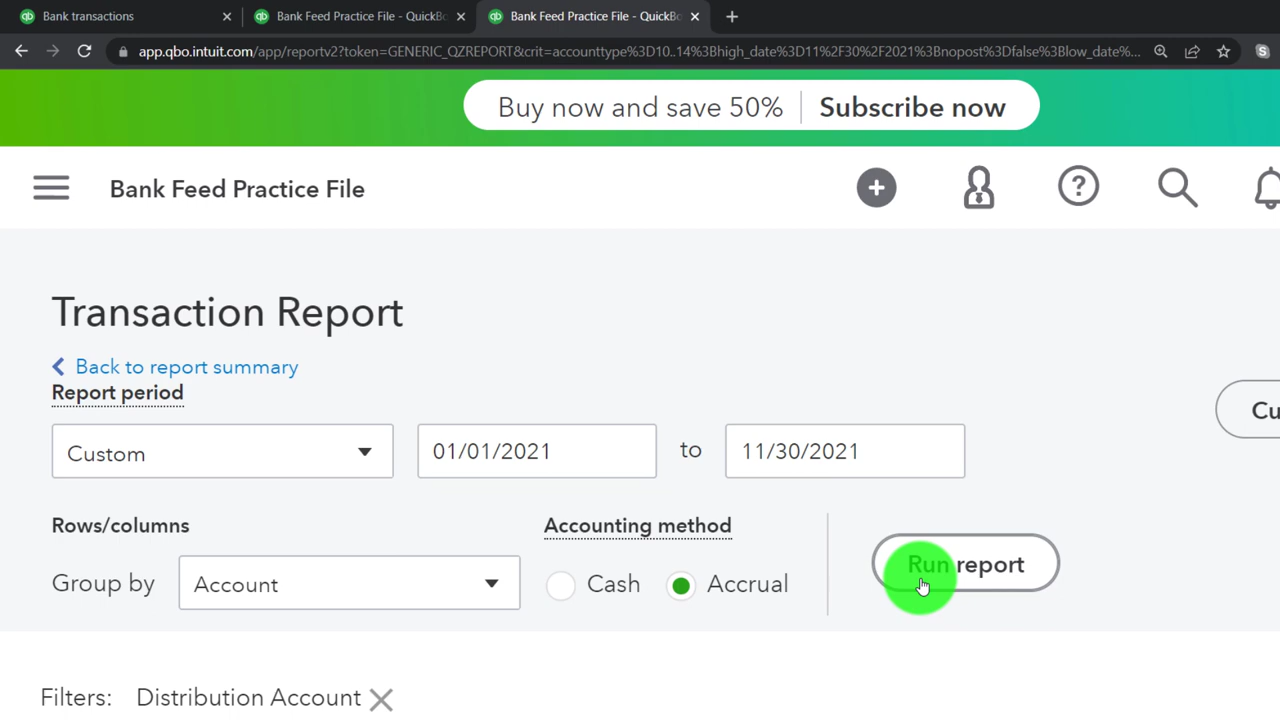 Bank transactions
Bank Feed Practice File - QuickBo
Bank Feed Practice File - QuickBo
app.qbo.intuit.com/app/reportv2?token=GENERIC_QZREPORT&crit=accounttype%3D10..14%3Bhigh_date%3D11%2F30%2F2021%3Bnopost%3Dfalse%3Blow_date%...
Buy now and save 50% Subscribe now
Bank Feed Practice File
Transaction Report
Back to report summary
Report period
Custom 01/01/2021 to 11/30/2021
Cu
Rows/columns Accounting method
Group by Account Cash Accrual Run report
Filters: Distribution Account